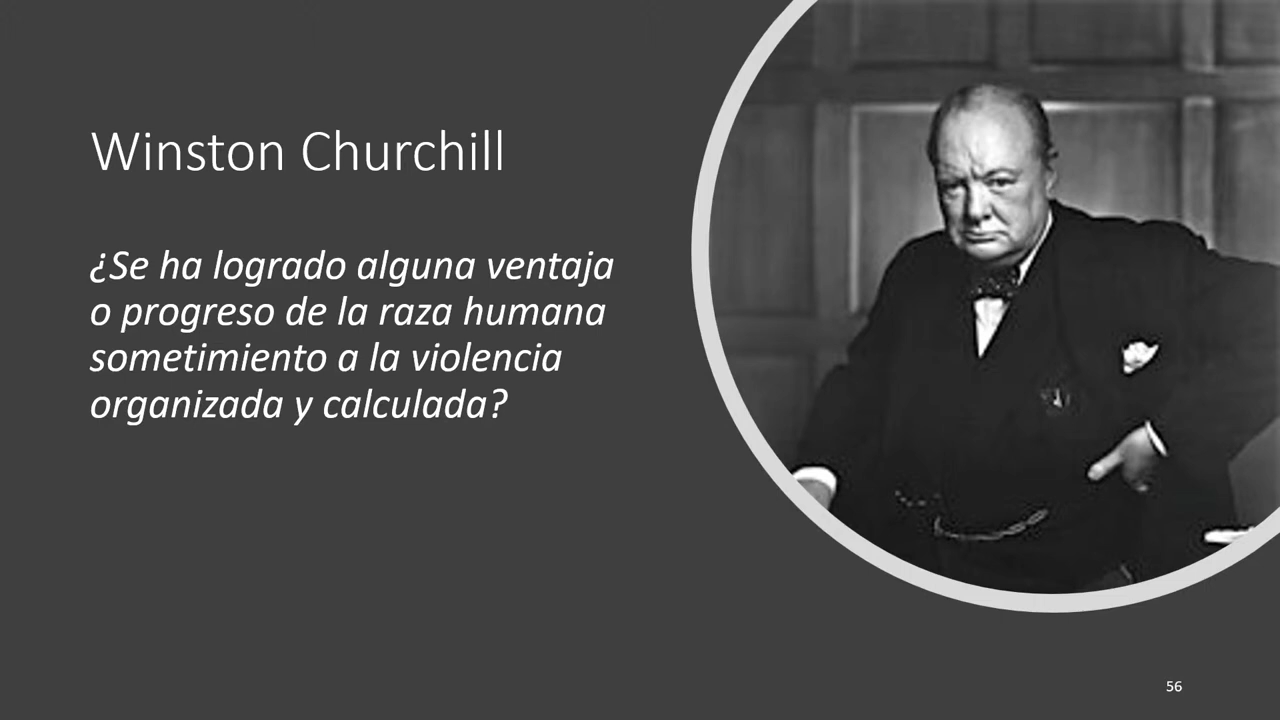 Winston Churchill
¿Se ha logrado alguna ventaja
o progreso de la raza humana
sometimiento a la violencia
organizada y calculada?
56